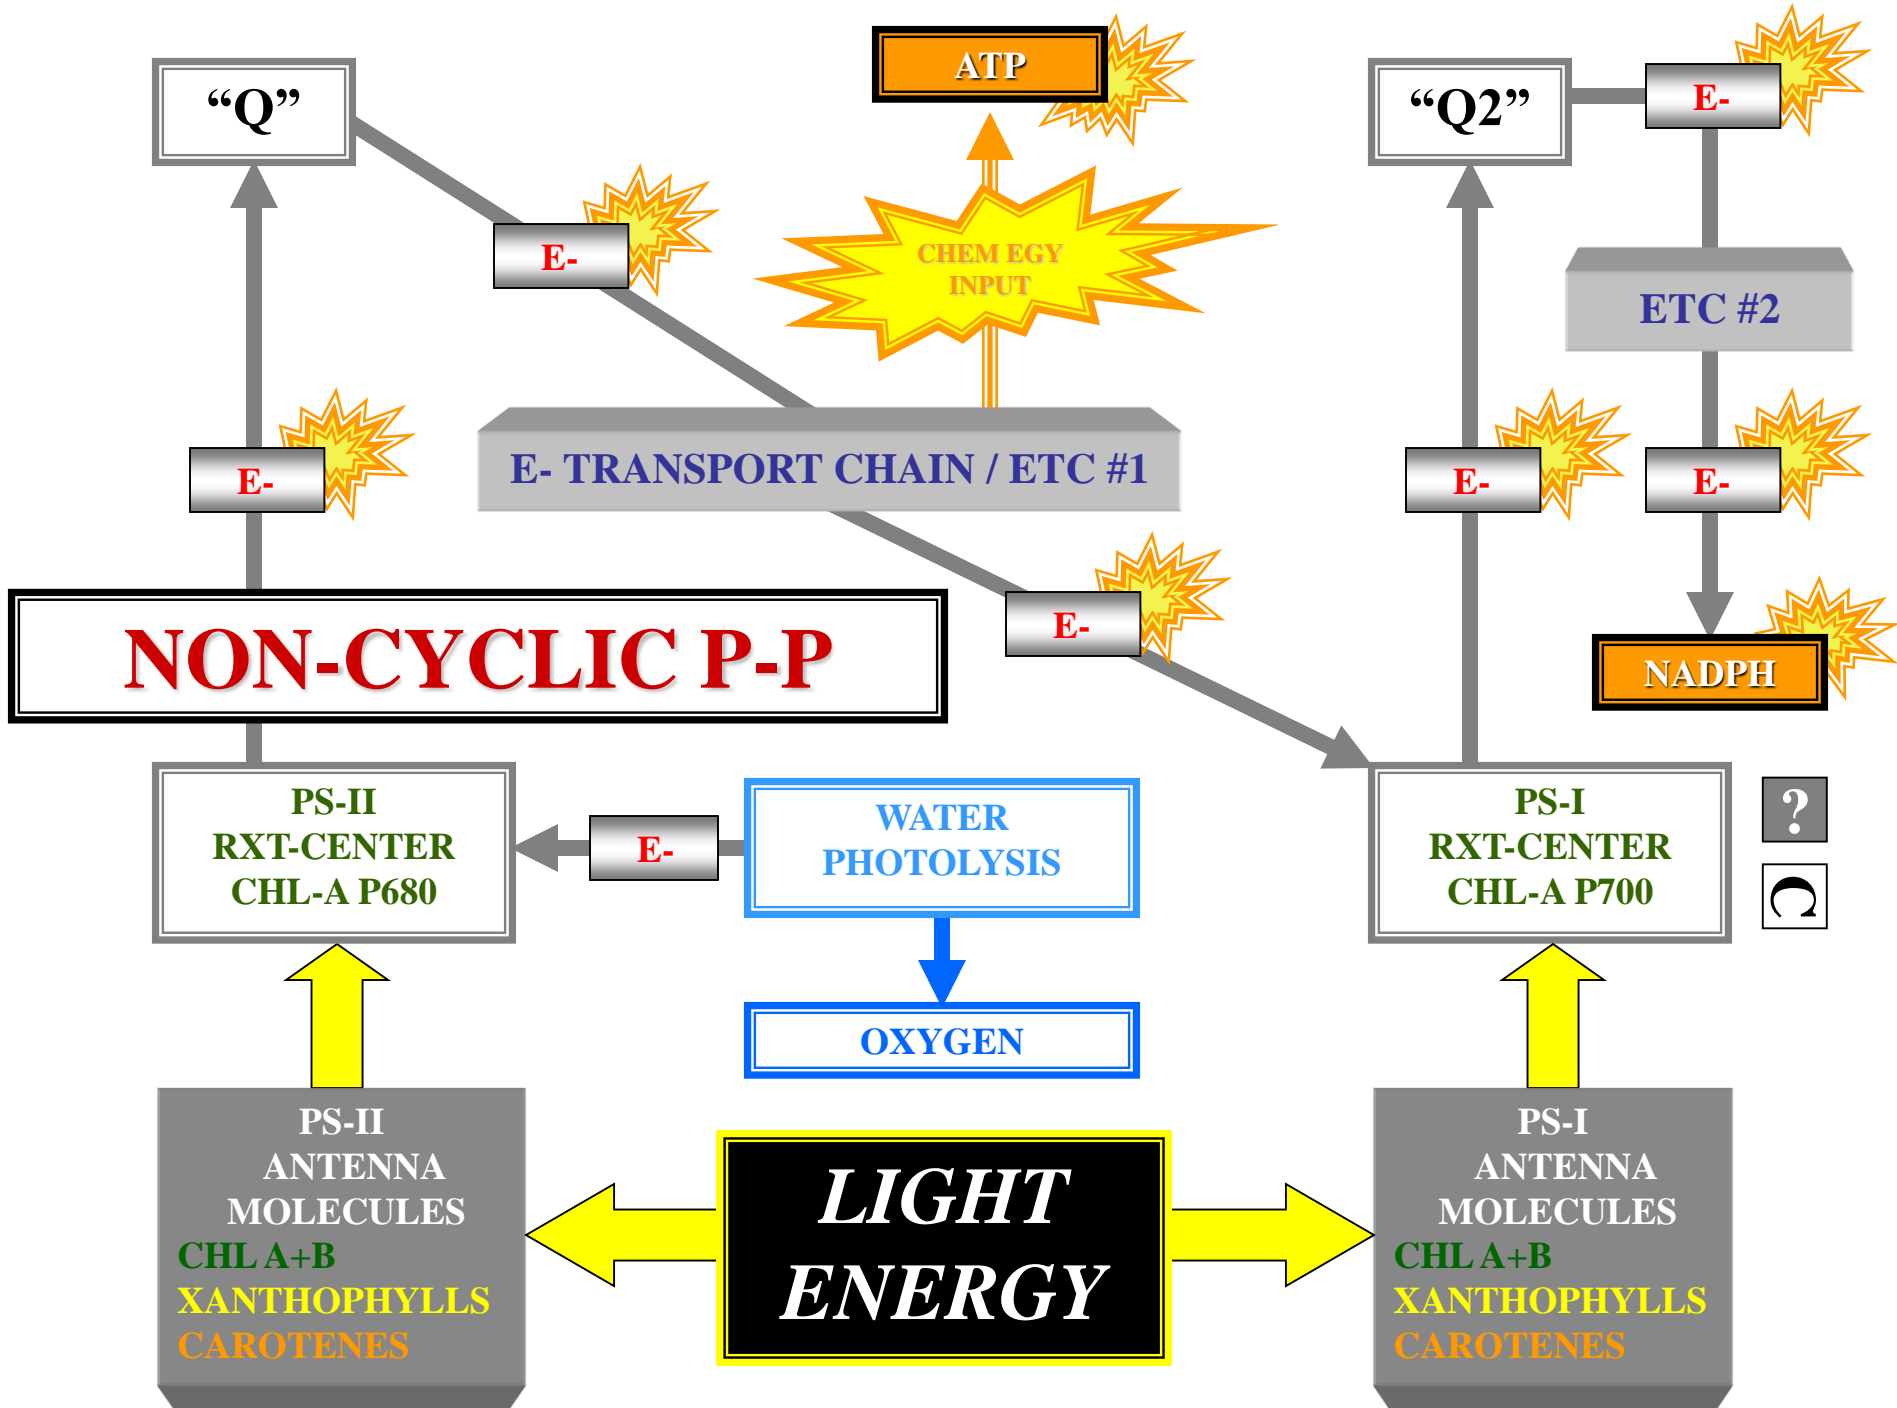 ATP
“Q”
“Q2”
E-
E-
CHEM EGY
INPUT
ETC #2
E- TRANSPORT CHAIN / ETC #1
E-
E-
E-
E-
NON-CYCLIC P-P
NADPH
PS-II
RXT-CENTER
CHL-A P680
E-
WATER
PHOTOLYSIS
PS-I
RXT-CENTER
CHL-A P700
?
C
OXYGEN
PS-II
ANTENNA
MOLECULES
CHL A+B
XANTHOPHYLLS
CAROTENES
LIGHT
ENERGY
PS-I
ANTENNA
MOLECULES
CHL A+B
XANTHOPHYLLS
CAROTENES